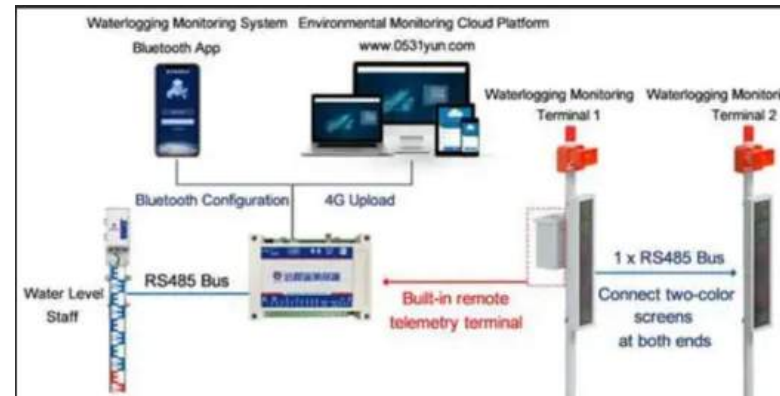 Waterlogging Monitoring System
Bluetooth App
Environmental Monitoring Cloud Platform
www.0531yun.com
Waterlogging Monitoring
Terminal 1
Waterlogging Monito
Terminal 2
Bluetooth Configuration
4G Upload
Water Level
Staff
RS485 Bus
Built-in remote
telemetry terminal
1 x RS485 Bus
Connect two-color
screens
at both ends